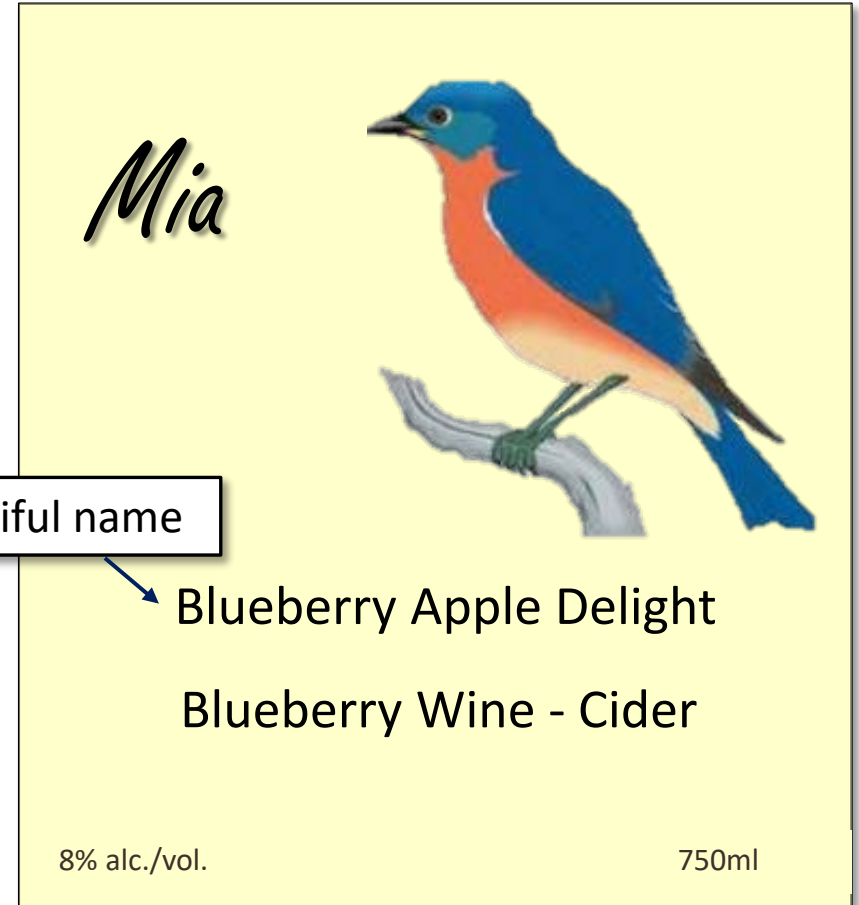 Mia
iful name
Blueberry Apple Delight
Blueberry Wine - Cider
8% alc./vol. 750ml